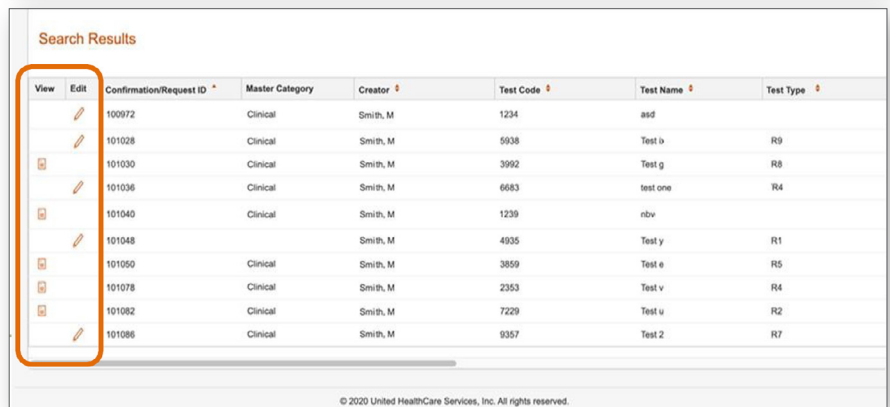 Search Results
View Edit Confirmation/Request ID Master Category Creator Test Code Test Name Test Type
100972 Clinical Smith, M 1234 asd
101028 Clinical Smith, M 5938 Test b R9
101030 Clinical Smith, M 3992 Test g R8
101036 Clinical Smith, M 6683 test one R4
101040 Clinical Smith, M 1239 nbv
101048 Smith, M 4935 Test y R1
101050 Clinical Smith, M 3859 Test e R5
101078 Clinical Smith, M 2353 Test v R4
101082 Clinical Smith, M 7229 Test u R2
101086 Clinical Smith, M 9357 Test 2 R7
© 2020 United HealthCare Services, Inc. All rights reserved.